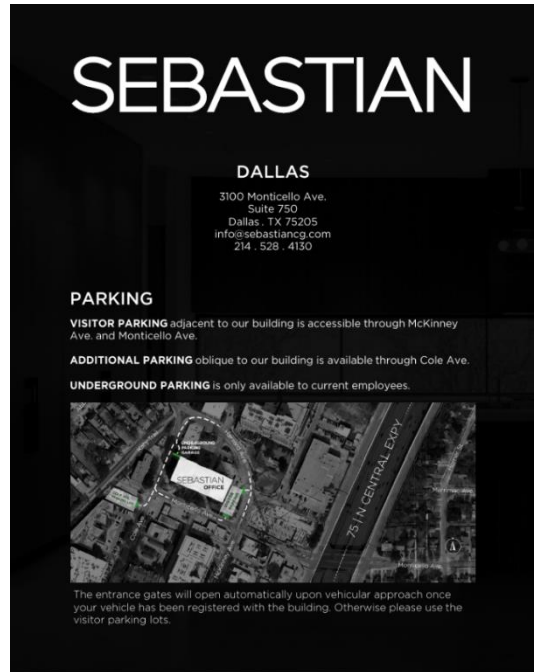 SEBASTIAN
DALLAS
3100 Monticello Ave.
Suite 750
Dallas . TX 75205
info@sebastiancg.com
214 . 528 . 4130
PARKING
VISITOR PARKING adjacent to our building is accessible through McKinney
Ave. and Monticello Ave.
ADDITIONAL PARKING oblique to our building is available through Cole Ave.
UNDERGROUND PARKING is only available to current employees.
UNDERGROUND
PARKING
GARAGE
SEBASTIAN
OFFICE
75 | N CENTRAL EXPY
The entrance gates will open automatically upon vehicular approach once
your vehicle has been registered with the building. Otherwise please use the
visitor parking lots.